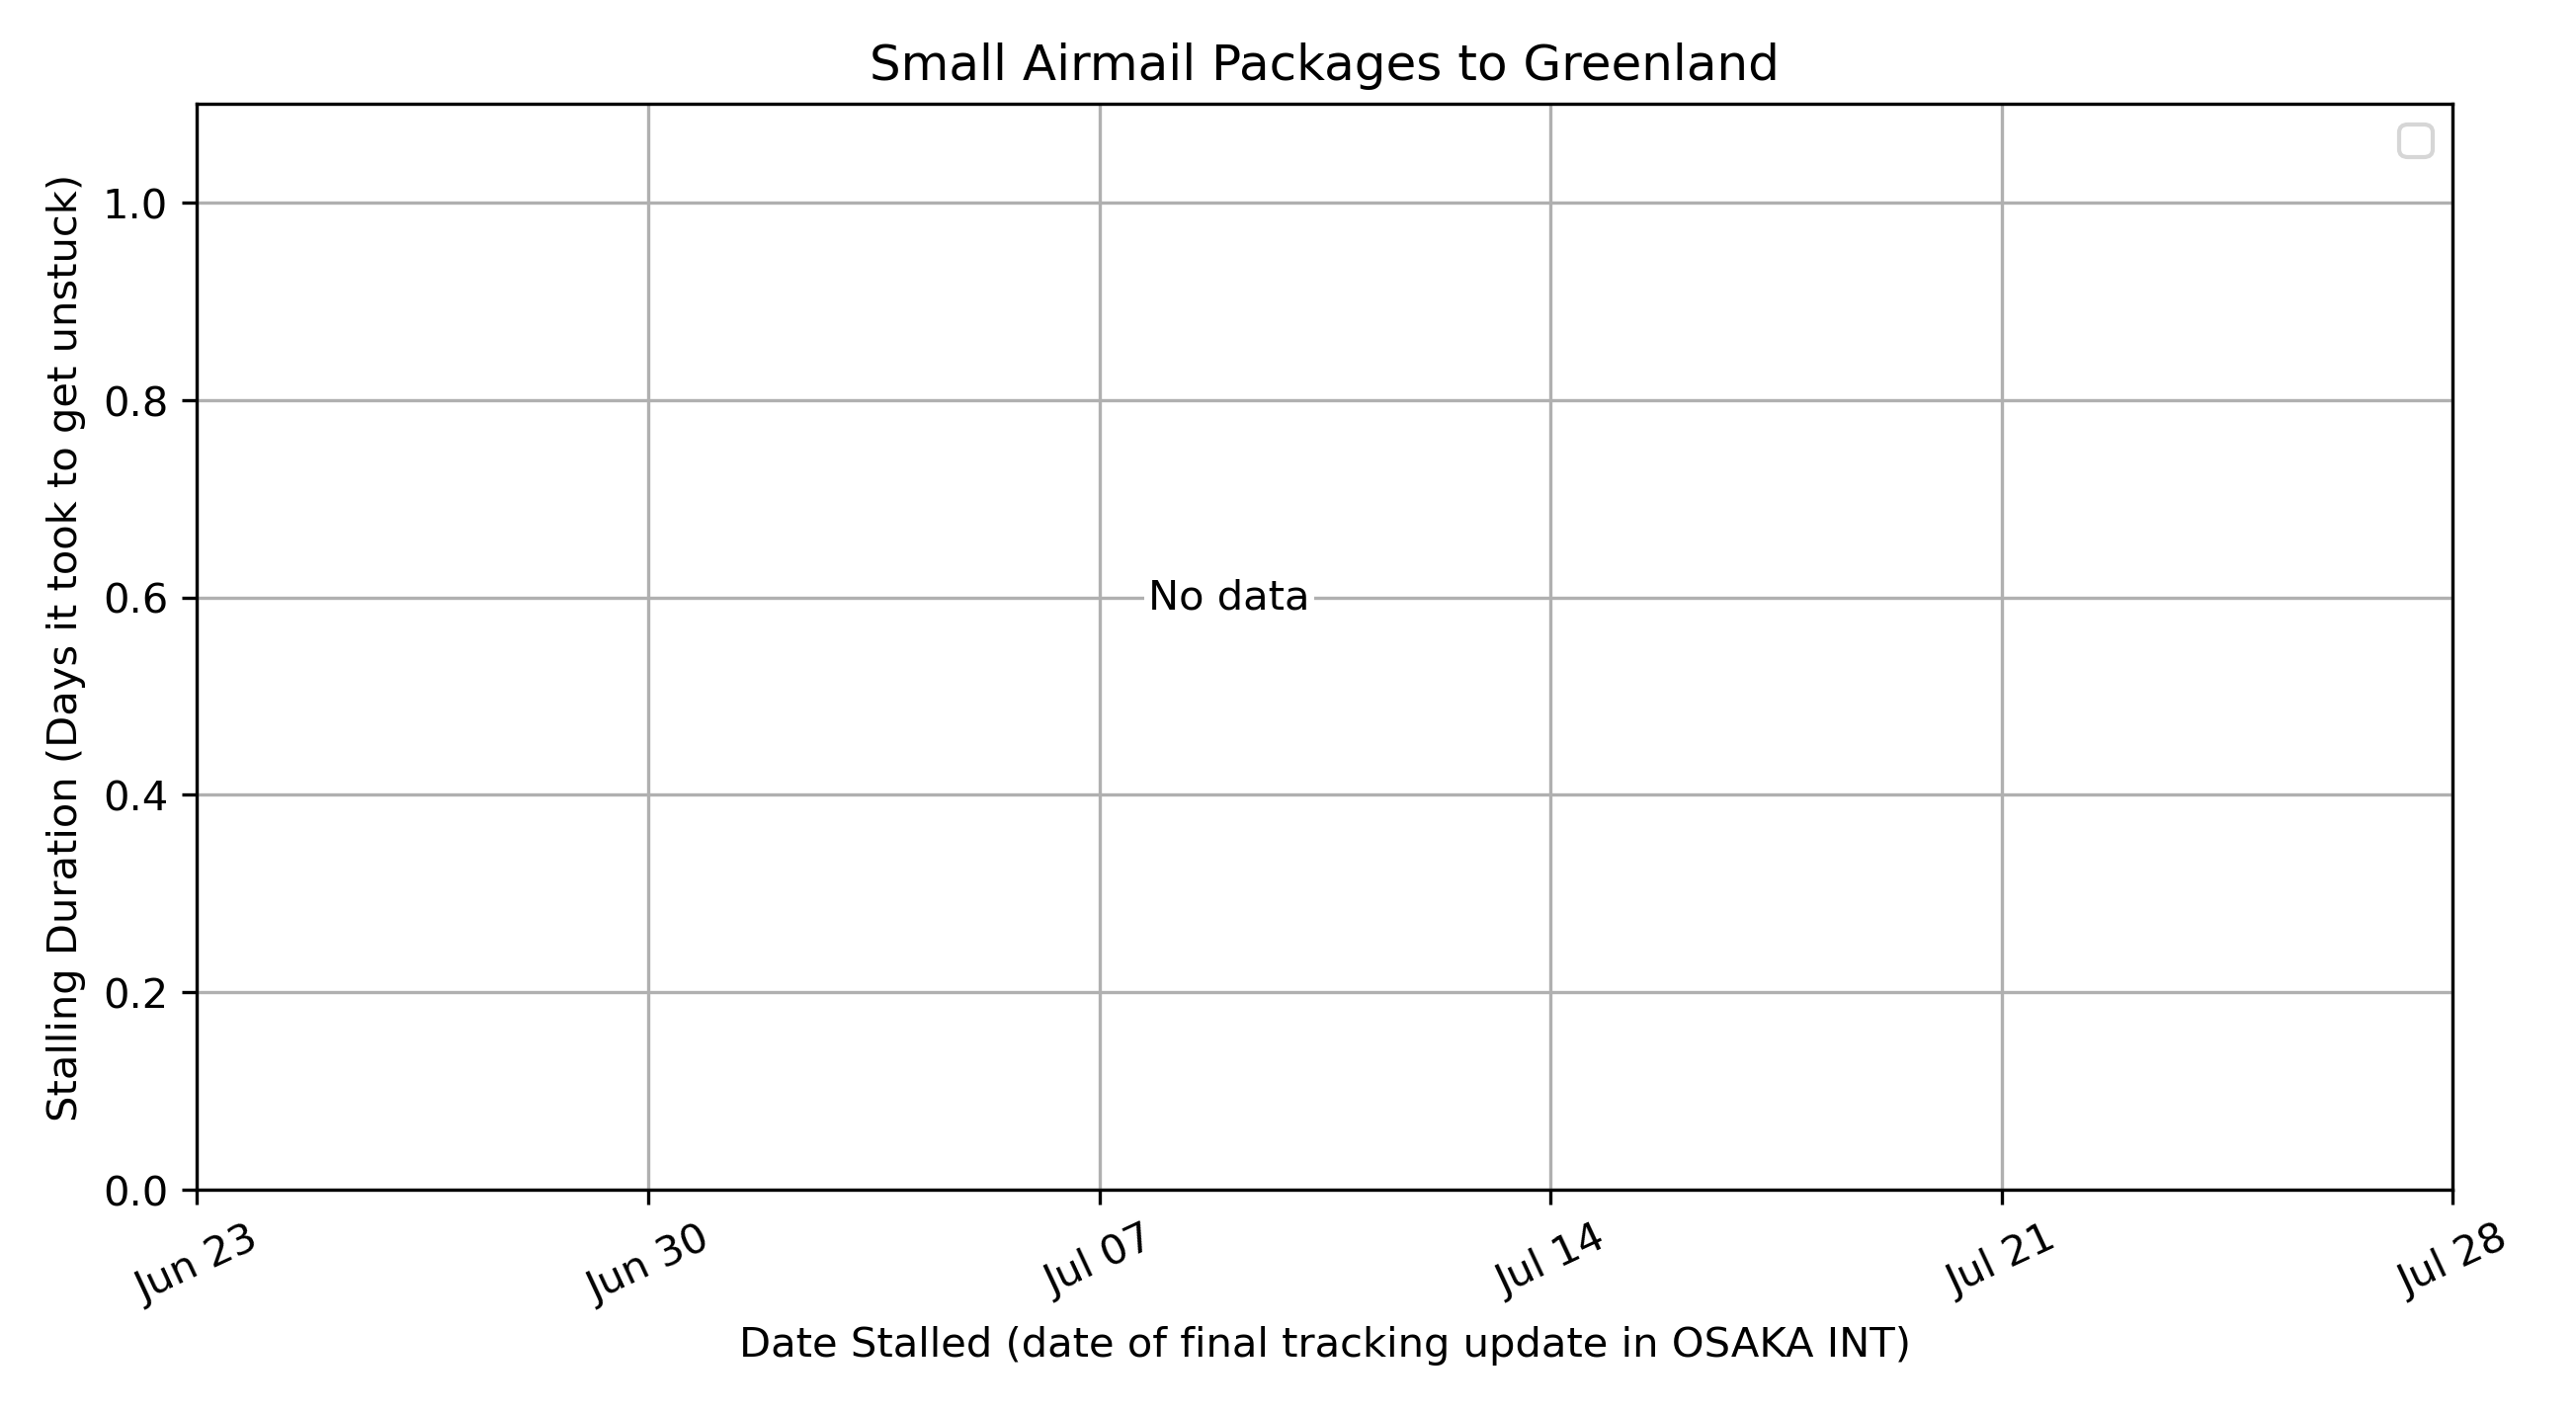 Small Airmail Packages to Greenland
Stalling Duration (Days it took to get unstuck)
1.0
0.8
0.6
0.4
0.2
0.0
No data
Jun 23
Jun 30
Jul 07
Jul 14
Jul 21
Jul 28
Date Stalled (date of final tracking update in OSAKA INT)